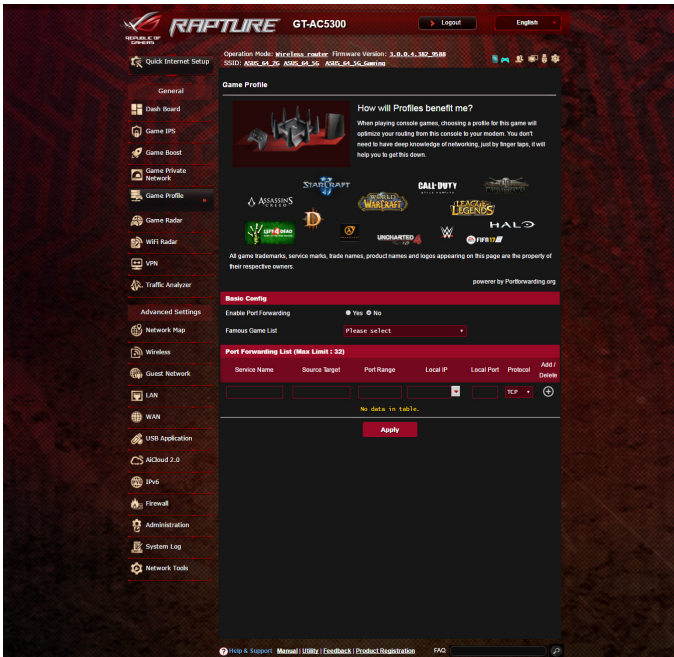 REPUBLIC OF
GAMERS
RAPTURE
GT-AC5300
Logout
English
Quick Internet Setup
Operation Mode: Wireless router Firmware Version: 3.0.0.4.382_9588
SSID: ASUS_64_2G ASUS_64_5G ASUS_64_5G_Gaming
General
Dash Board
Game IPS
Game Boost
Game Private
Network
Game Profile
Game Radar
WiFi Radar
VPN
Traffic Analyzer
Advanced Settings
Network Map
Wireless
Guest Network
LAN
WAN
USB Application
AiCloud 2.0
IPv6
Firewall
Administration
System Log
Network Tools
Game Profile
How will Profiles benefit me?
When playing console games, choosing a profile for this game will
optimize your routing from this console to your modem. You don't
need to have deep knowledge of networking, just by finger taps, it will
help you to get this down.
STARCRAFT
II
CALL·DUTY
ASSASSIN'S
CREED
WORLD
WARCRAFT
LEAGUE
LEGENDS
D
LEFT 4 DEAD
UNCHARTED 4
W
HALO
FIFA 17
All game trademarks, service marks, trade names, product names and logos appearing on this page are the property of
their respective owners.
powerer by Portforwarding.org
Basic Config
Enable Port Forwarding Yes No
Famous Game List Please select
Port Forwarding List (Max Limit : 32)
Service Name Source Target Port Range Local IP Local Port Protocol Add /
Delete
TCP
No data in table.
Apply
Help & Support Manual | Utility | Feedback | Product Registration FAQ